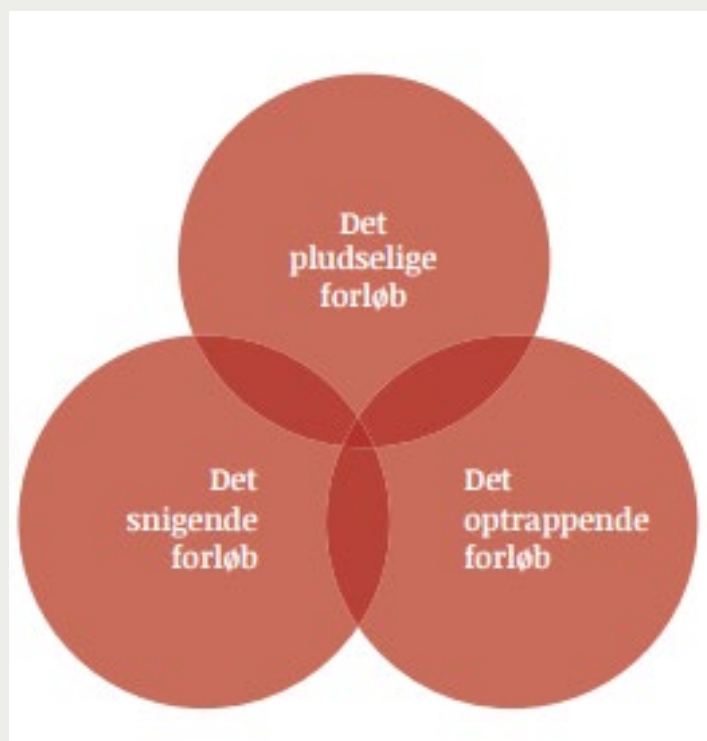 Det
pludselige
forløb
Det
snigende
forløb
Det
optrappende
forløb